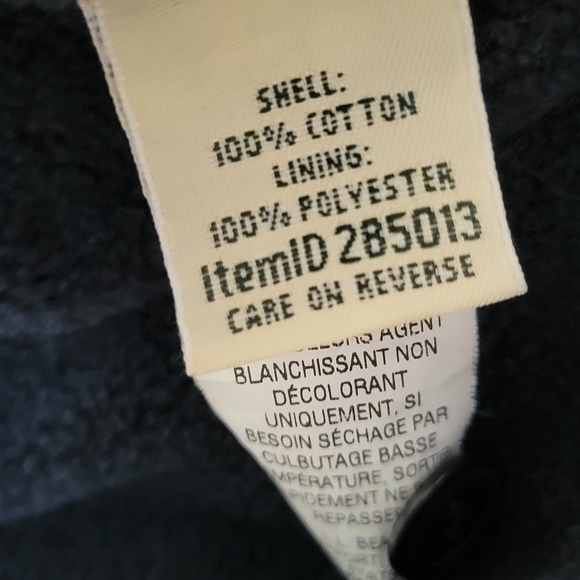 SHELL:
100% COTTON
LINING:
100% POLYESTER
ItemID 285013
CARE ON REVERSE
AGENT
BLANCHISSANT NON
DÉCOLORANT
UNIQUEMENT, SI
BESOIN SÉCHAGE PAR
CULBUTAGE BASSE